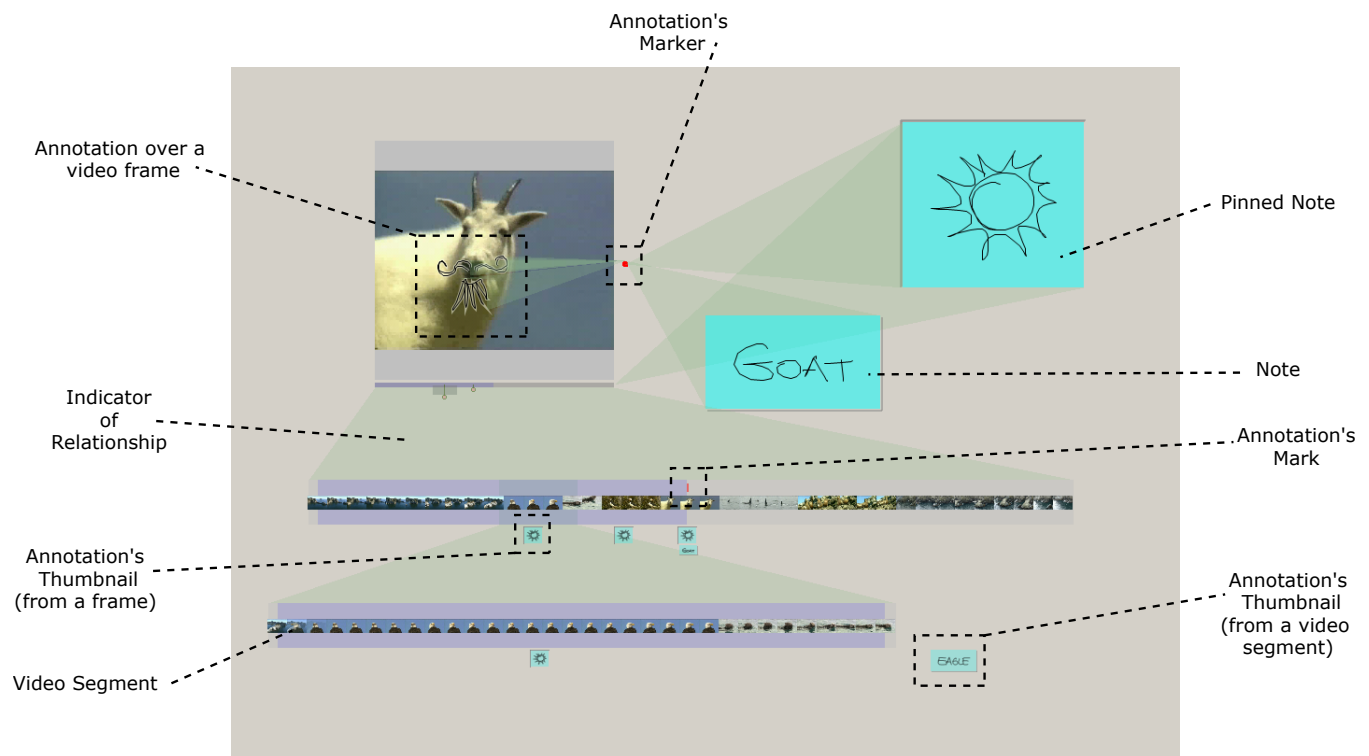 Annotation's
Marker
Annotation over a
video frame
Pinned Note
GOAT
Note
Indicator
of
Relationship
Annotation's
Mark
GOAT
Annotation's
Thumbnail
(from a frame)
Annotation's
Thumbnail
(from a video
segment)
EAGLE
Video Segment